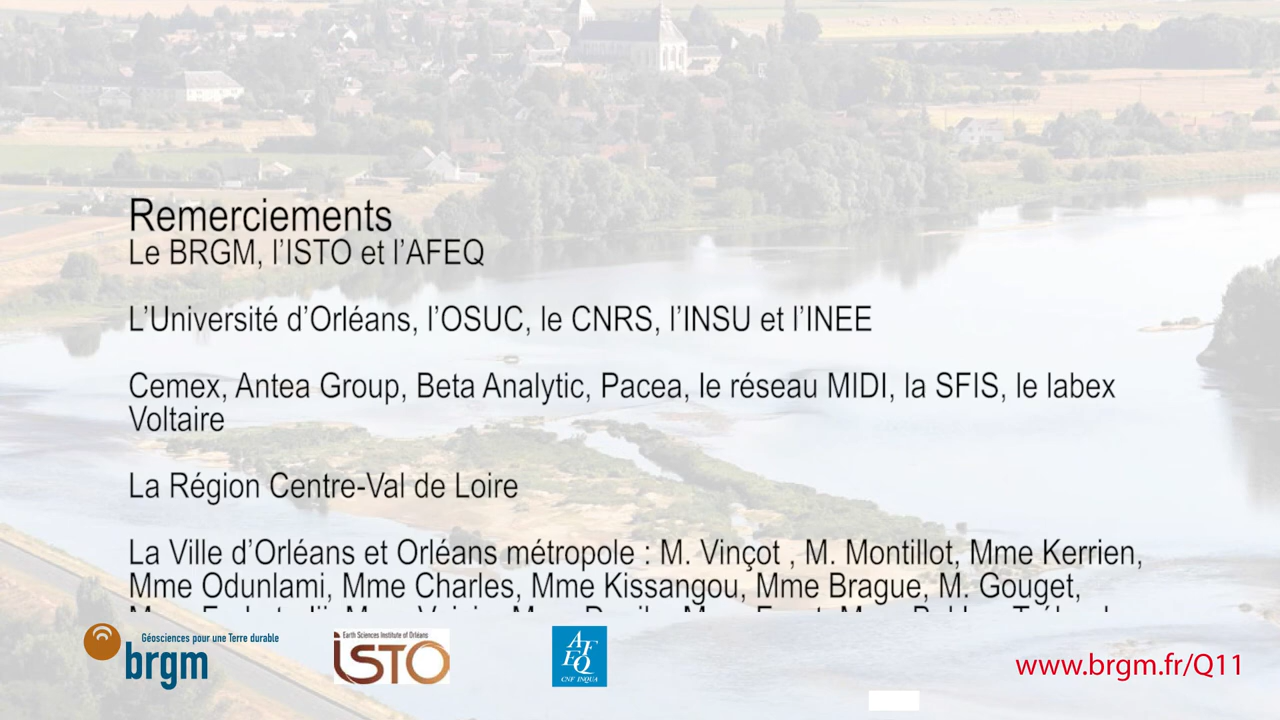 Remerciements
Le BRGM, l’ISTO et l’AFEQ
L’Université d’Orléans, l’OSUC, le CNRS, l’INSU et l’INEE
Cemex, Antea Group, Beta Analytic, Pacea, le réseau MIDI, la SFIS, le labex
Voltaire
La Région Centre-Val de Loire
La Ville d’Orléans et Orléans métropole : M. Vinçot , M. Montillot, Mme Kerrien,
Mme Odunlami, Mme Charles, Mme Kissangou, Mme Brague, M. Gouget,
Géosciences pour une Terre durable
brgm
Earth Sciences Institute of Orléans
iSTO
AFEQ
CNF INQUA
www.brgm.fr/Q11